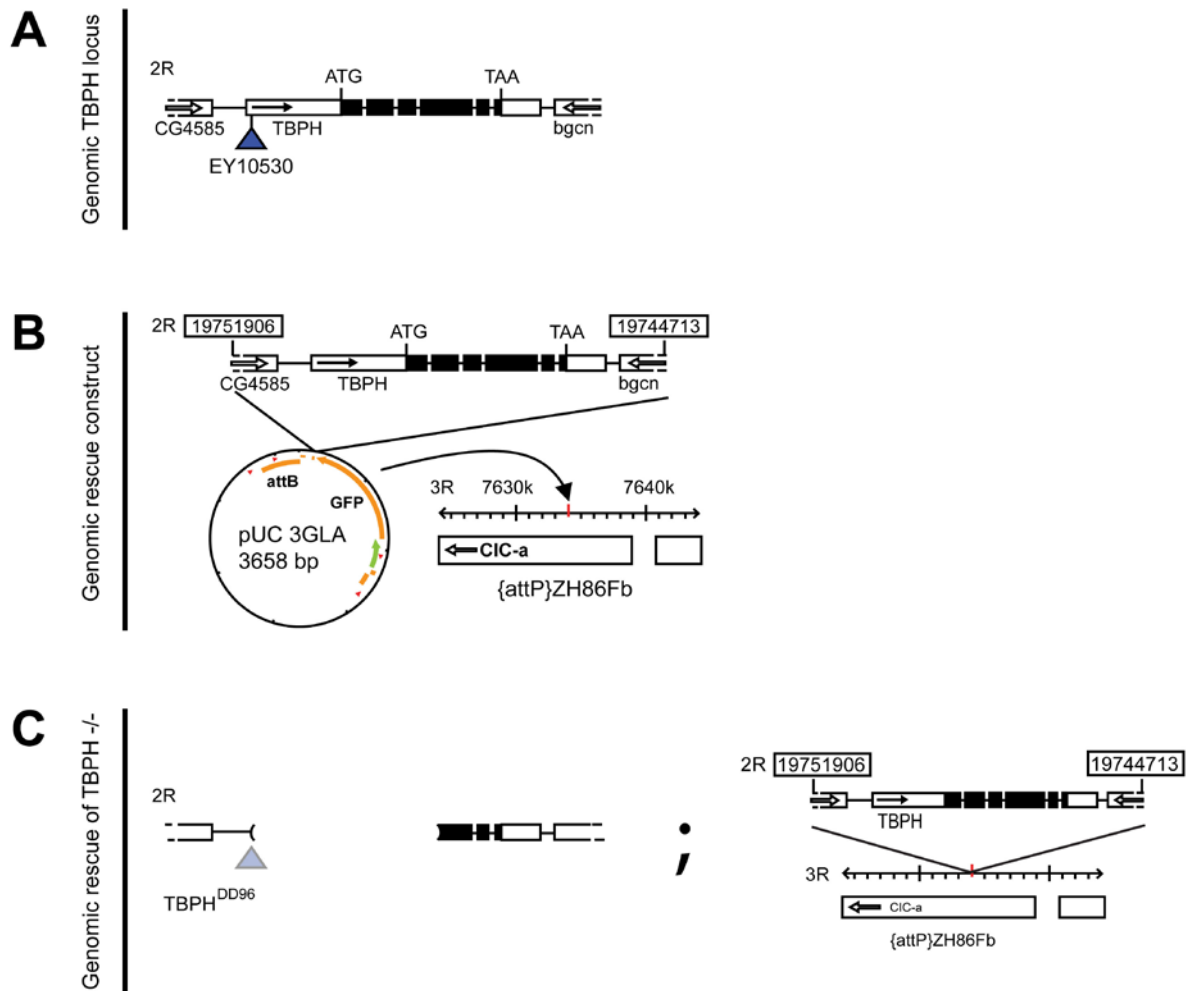 A
Genomic TBPH locus
2R
ATG
TAA
CG4585
TBPH
bgcn
EY10530
B
Genomic rescue construct
2R
19751906
ATG
TAA
19744713
CG4585
TBPH
bgcn
attB
GFP
pUC 3GLA
3658 bp
3R
7630k
7640k
ClC-a
{attP}ZH86Fb
C
Genomic rescue of TBPH -/-
2R
TBPH^DD96
;
2R
19751906
19744713
TBPH
3R
ClC-a
{attP}ZH86Fb